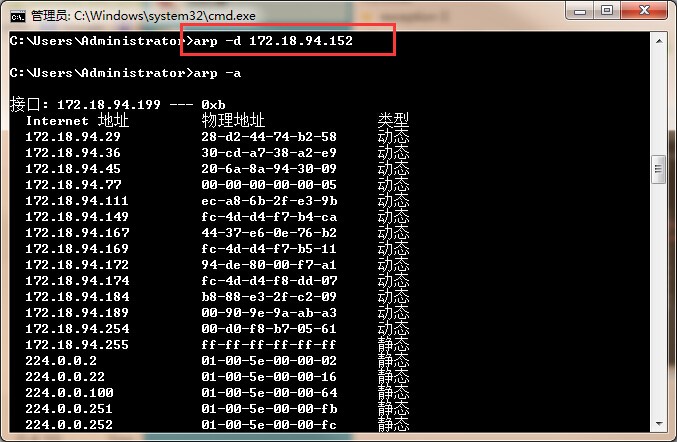 管理员: C:\Windows\system32\cmd.exe
C:\Users\Administrator>arp -d 172.18.94.152
C:\Users\Administrator>arp -a
接口: 172.18.94.199 --- 0xb
Internet 地址 物理地址 类型
172.18.94.29 28-d2-44-74-b2-58 动态
172.18.94.36 30-cd-a7-38-a2-e9 动态
172.18.94.45 20-6a-8a-94-30-09 动态
172.18.94.77 00-00-00-00-00-05 动态
172.18.94.111 ec-a8-6b-2f-e3-9b 动态
172.18.94.149 fc-4d-d4-f7-b4-ca 动态
172.18.94.167 44-37-e6-0e-76-b2 动态
172.18.94.169 fc-4d-d4-f7-b5-11 动态
172.18.94.172 94-de-80-00-f7-a1 动态
172.18.94.174 fc-4d-d4-f8-dd-07 动态
172.18.94.184 b8-88-e3-2f-c2-09 动态
172.18.94.189 00-90-9e-9a-ab-a3 动态
172.18.94.254 00-d0-f8-b7-05-61 动态
172.18.94.255 ff-ff-ff-ff-ff-ff 静态
224.0.0.2 01-00-5e-00-00-02 静态
224.0.0.22 01-00-5e-00-00-16 静态
224.0.0.100 01-00-5e-00-00-64 静态
224.0.0.251 01-00-5e-00-00-fb 静态
224.0.0.252 01-00-5e-00-00-fc 静态